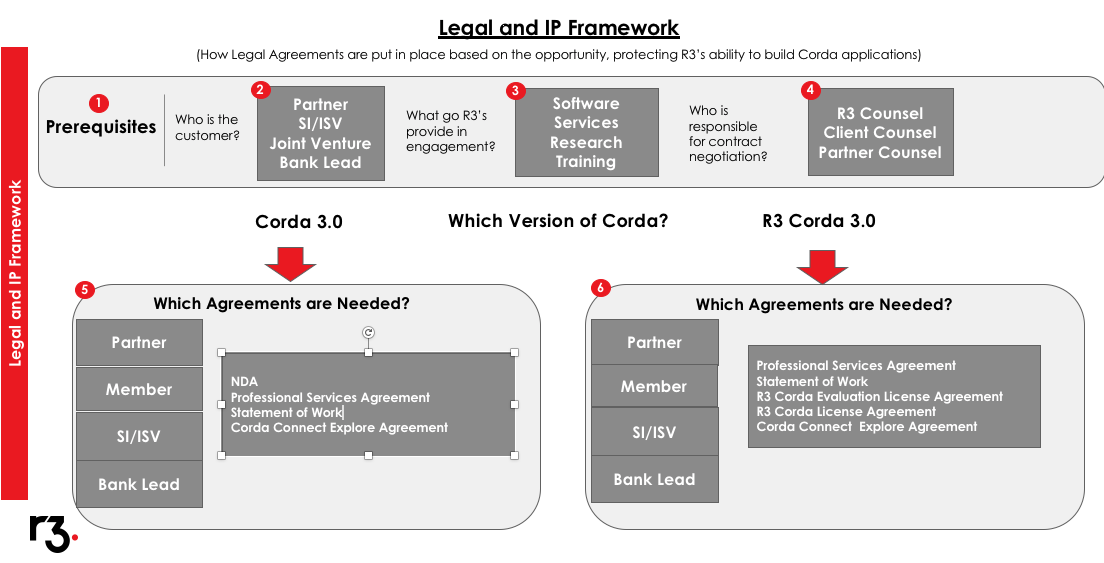 Legal and IP Framework
(How Legal Agreements are put in place based on the opportunity, protecting R3's ability to build Corda applications)
Legal and IP Framework
1
Prerequisites
Who is the
customer?
2
Partner
SI/ISV
Joint Venture
Bank Lead
What go R3's
provide in
engagement?
3
Software
Services
Research
Training
Who is
responsible
for contract
negotiation?
4
R3 Counsel
Client Counsel
Partner Counsel
Corda 3.0
Which Version of Corda?
R3 Corda 3.0
5
Which Agreements are Needed?
Partner
Member
SI/ISV
Bank Lead
NDA
Professional Services Agreement
Statement of Work
Corda Connect Explore Agreement
6
Which Agreements are Needed?
Partner
Member
SI/ISV
Bank Lead
Professional Services Agreement
Statement of Work
R3 Corda Evaluation License Agreement
R3 Corda License Agreement
Corda Connect  Explore Agreement
r3.